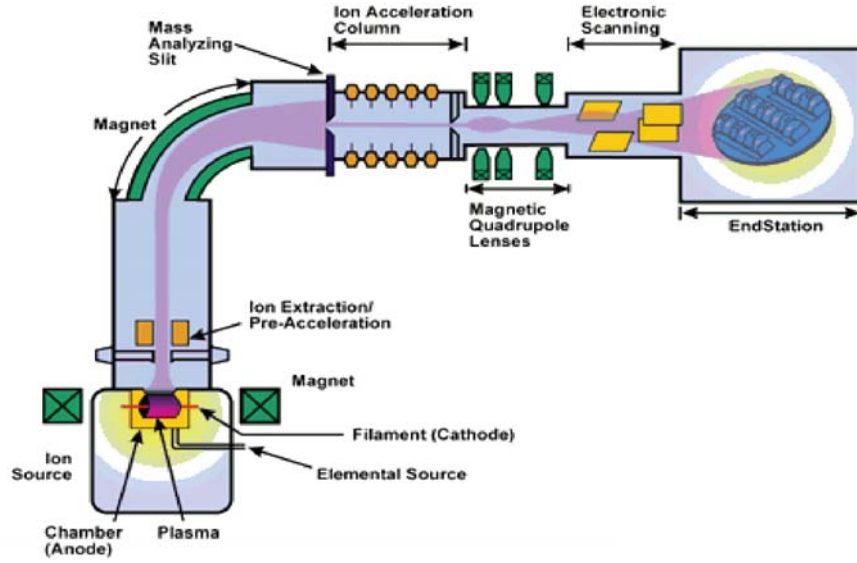 Mass
Analyzing
Slit
Ion Acceleration
Column
Electronic
Scanning
Magnet
Magnetic
Quadrupole
Lenses
EndStation
Ion Extraction/
Pre-Acceleration
Magnet
Filament (Cathode)
Ion
Source
Elemental Source
Chamber
(Anode)
Plasma